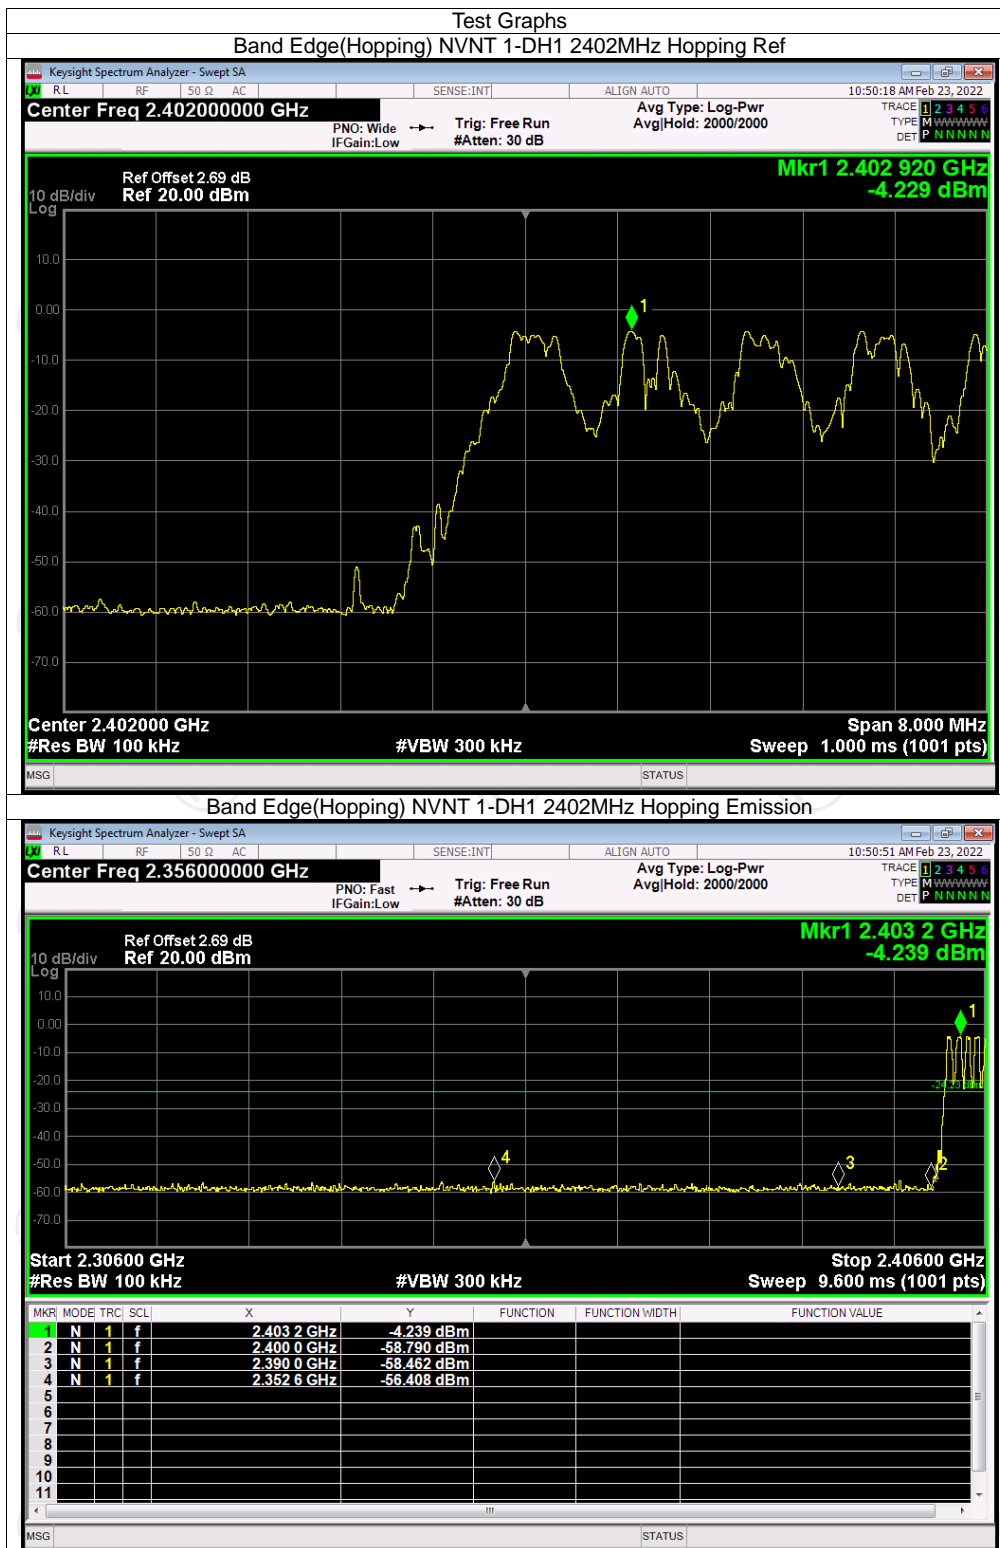 Test Graphs
Band Edge(Hopping) NVNT 1-DH1 2402MHz Hopping Ref
Keysight Spectrum Analyzer - Swept SA
LXI RL RF 50 Ω AC SENSE:INT ALIGN AUTO 10:50:18 AM Feb 23, 2022
Center Freq 2.402000000 GHz
PNO: Wide
IFGain:Low
Trig: Free Run
#Atten: 30 dB
Avg Type: Log-Pwr
Avg|Hold: 2000/2000
TRACE 1 2 3 4 5 6
TYPE M WWWWW
DET P N N N N N
Mkr1 2.402 920 GHz
-4.229 dBm
Ref Offset 2.69 dB
10 dB/div Ref 20.00 dBm
Log
10.0
0.00
-10.0
-20.0
-30.0
-40.0
-50.0
-60.0
-70.0
1
Center 2.402000 GHz Span 8.000 MHz
#Res BW 100 kHz #VBW 300 kHz Sweep 1.000 ms (1001 pts)
MSG STATUS
Band Edge(Hopping) NVNT 1-DH1 2402MHz Hopping Emission
Keysight Spectrum Analyzer - Swept SA
LXI RL RF 50 Ω AC SENSE:INT ALIGN AUTO 10:50:51 AM Feb 23, 2022
Center Freq 2.356000000 GHz
PNO: Fast
IFGain:Low
Trig: Free Run
#Atten: 30 dB
Avg Type: Log-Pwr
Avg|Hold: 2000/2000
TRACE 1 2 3 4 5 6
TYPE M WWWWW
DET P N N N N N
Mkr1 2.403 2 GHz
-4.239 dBm
Ref Offset 2.69 dB
10 dB/div Ref 20.00 dBm
Log
10.0
0.00
-10.0
-20.0
-30.0
-40.0
-50.0
-60.0
-70.0
1
-24.23 dBm
4
3
2
Start 2.30600 GHz Stop 2.40600 GHz
#Res BW 100 kHz #VBW 300 kHz Sweep 9.600 ms (1001 pts)
MKR MODE TRC SCL X Y FUNCTION FUNCTION WIDTH FUNCTION VALUE
1 N 1 f 2.403 2 GHz -4.239 dBm
2 N 1 f 2.400 0 GHz -58.790 dBm
3 N 1 f 2.390 0 GHz -58.462 dBm
4 N 1 f 2.352 6 GHz -56.408 dBm
5
6
7
8
9
10
11
MSG STATUS